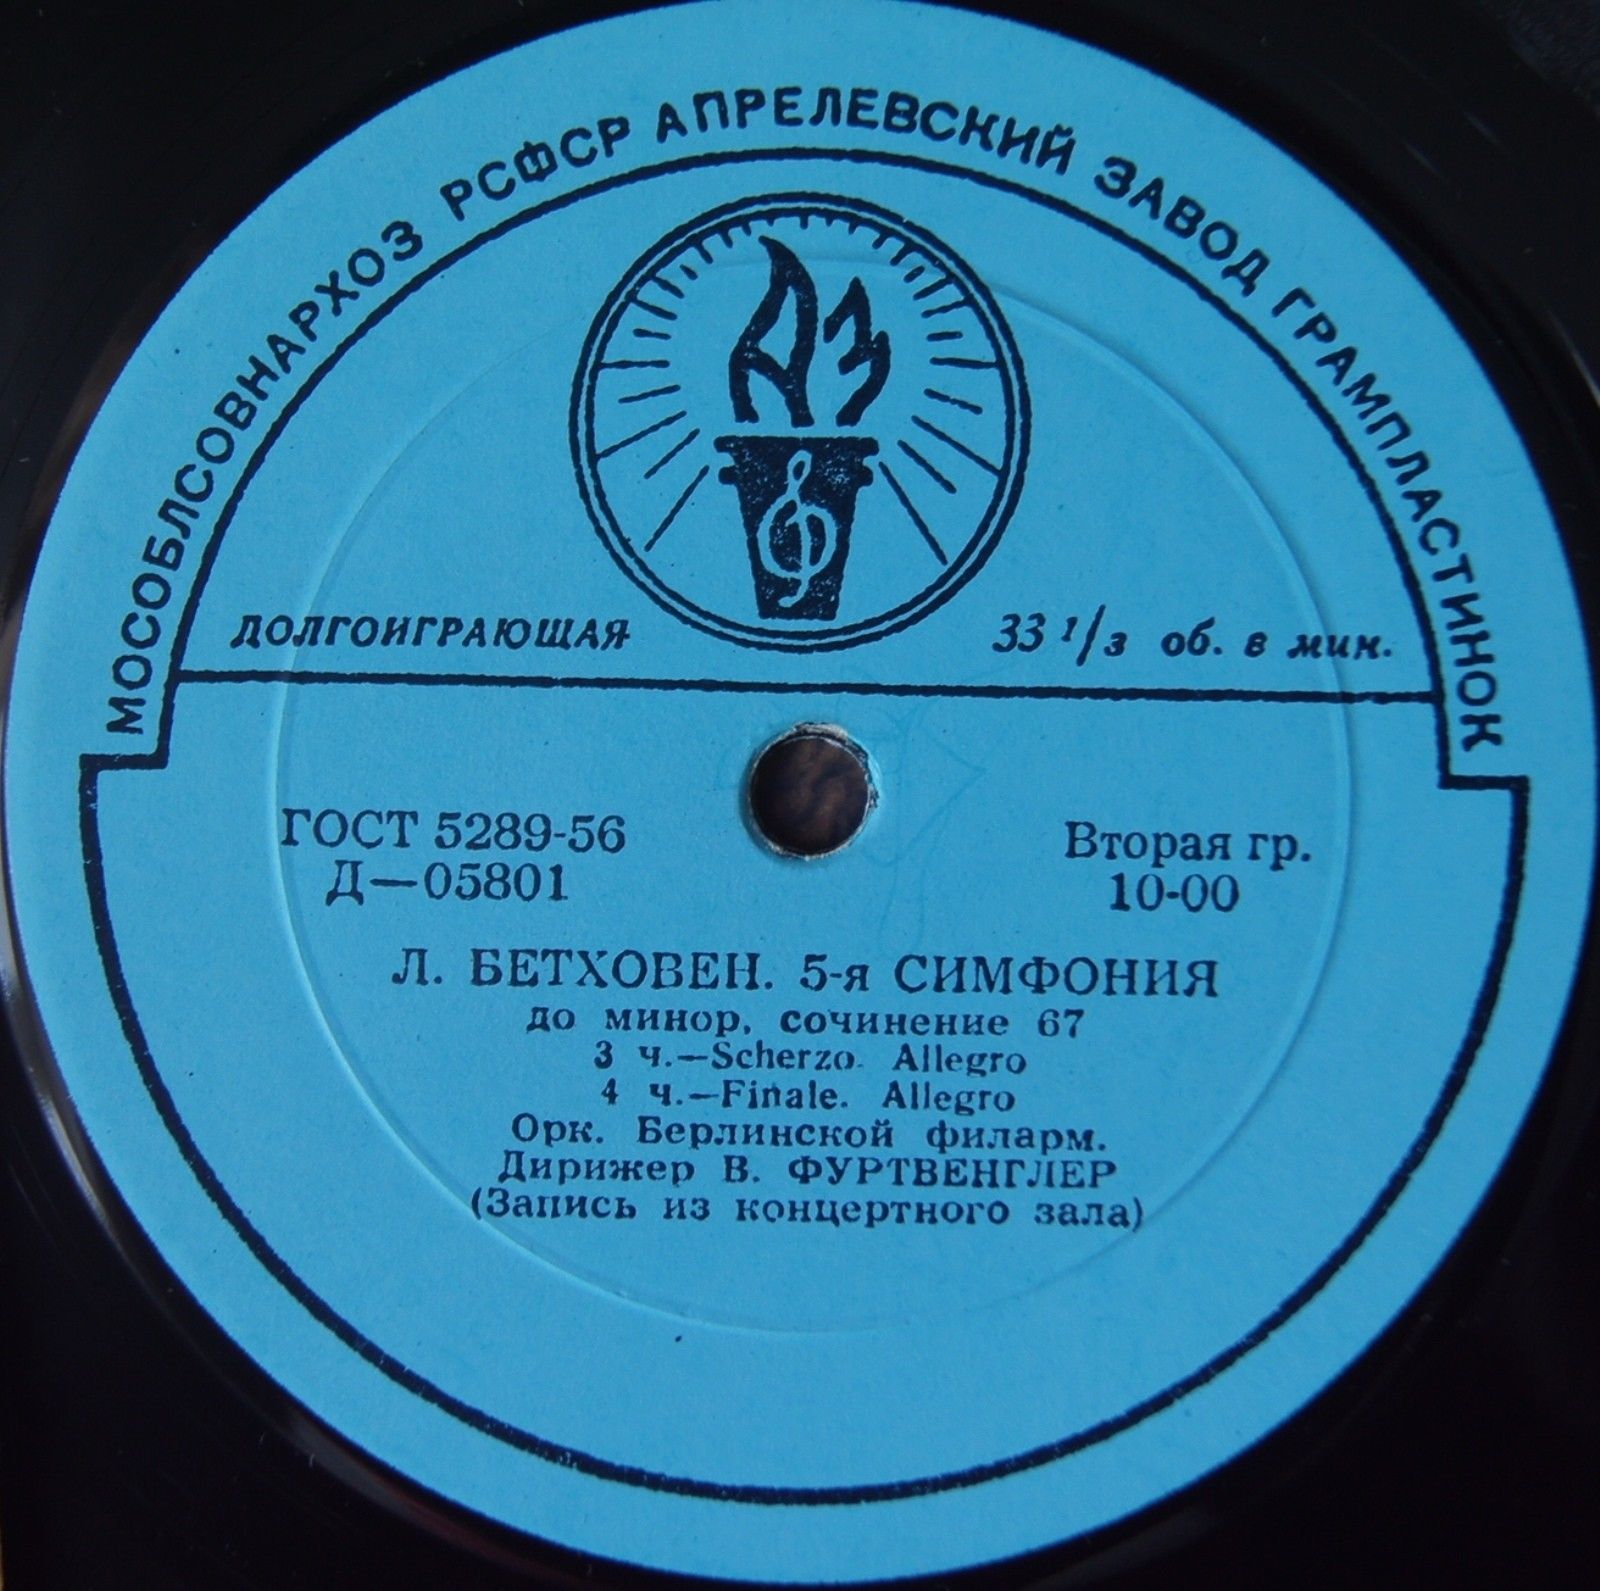 МОСОБЛСОВНАРХОЗ РСФСР АПРЕЛЕВСКИЙ ЗАВОД ГРАМПЛАСТИНОК
АЗ
ДОЛГОИГРАЮЩАЯ
33 1/3 об. в мин.
ГОСТ 5289-56
Д—05801
Вторая гр.
10-00
Л. БЕТХОВЕН. 5-я СИМФОНИЯ
до минор, сочинение 67
3 ч.—Scherzo. Allegro
4 ч.—Finale. Allegro
Орк. Берлинской филарм.
Дирижер В. ФУРТВЕНГЛЕР
(Запись из концертного зала)